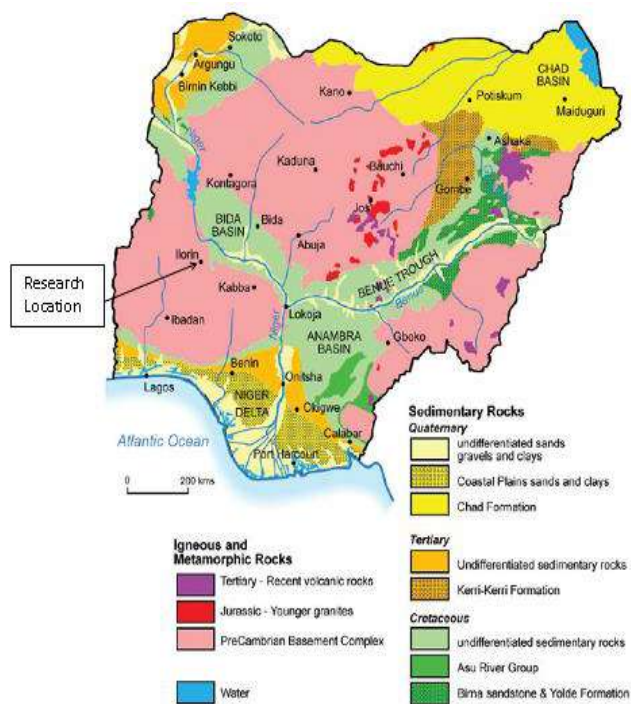 Sokoto
Argungu
Birnin Kebbi
Kano
CHAD
BASIN
Potiskum
Maiduguri
Niger
Ashaka
Kaduna
Bauchi
Kontagora
Gombe
Jos
BIDA
BASIN
Bida
Abuja
Ilorin
Research
Location
BENUE TROUGH
Benue
Kabba
Lokoja
Ibadan
ANAMBRA
BASIN
Gboko
Niger
Benin
Onitsha
Lagos
NIGER
DELTA
Okigwe
Calabar
Port Harcourt
Atlantic Ocean
0 200 kms
Sedimentary Rocks
Quaternary
undifferentiated sands
gravels and clays
Coastal Plains sands and clays
Chad Formation
Tertiary
Undifferentiated sedimentary rocks
Kerri-Kerri Formation
Cretaceous
undifferentiated sedimentary rocks
Asu River Group
Bima sandstone & Yolde Formation
Igneous and
Metamorphic Rocks
Tertiary - Recent volcanic rocks
Jurassic - Younger granites
PreCambrian Basement Complex
Water